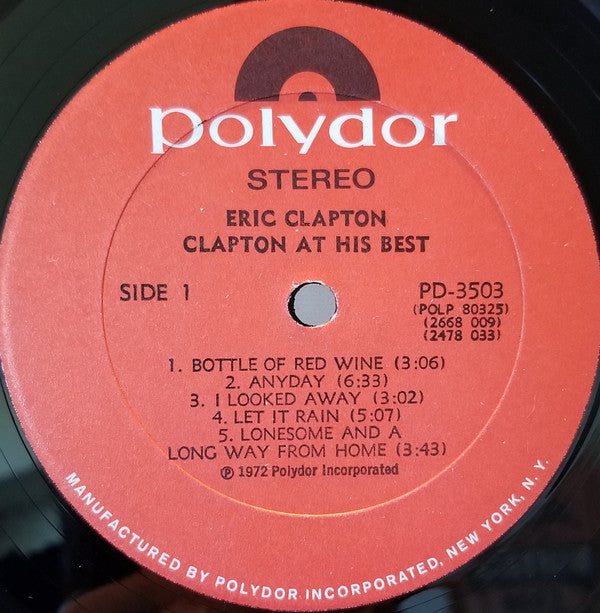 polydor
STEREO
ERIC CLAPTON
CLAPTON AT HIS BEST
SIDE 1
PD-3503
(POLP 80325)
(2668 009)
(2478 033)
1. BOTTLE OF RED WINE (3:06)
2. ANYDAY (6:33)
3. I LOOKED AWAY (3:02)
4. LET IT RAIN (5:07)
5. LONESOME AND A
LONG WAY FROM HOME (3:43)
℗ 1972 Polydor Incorporated
MANUFACTURED BY POLYDOR INCORPORATED, NEW YORK, N. Y.